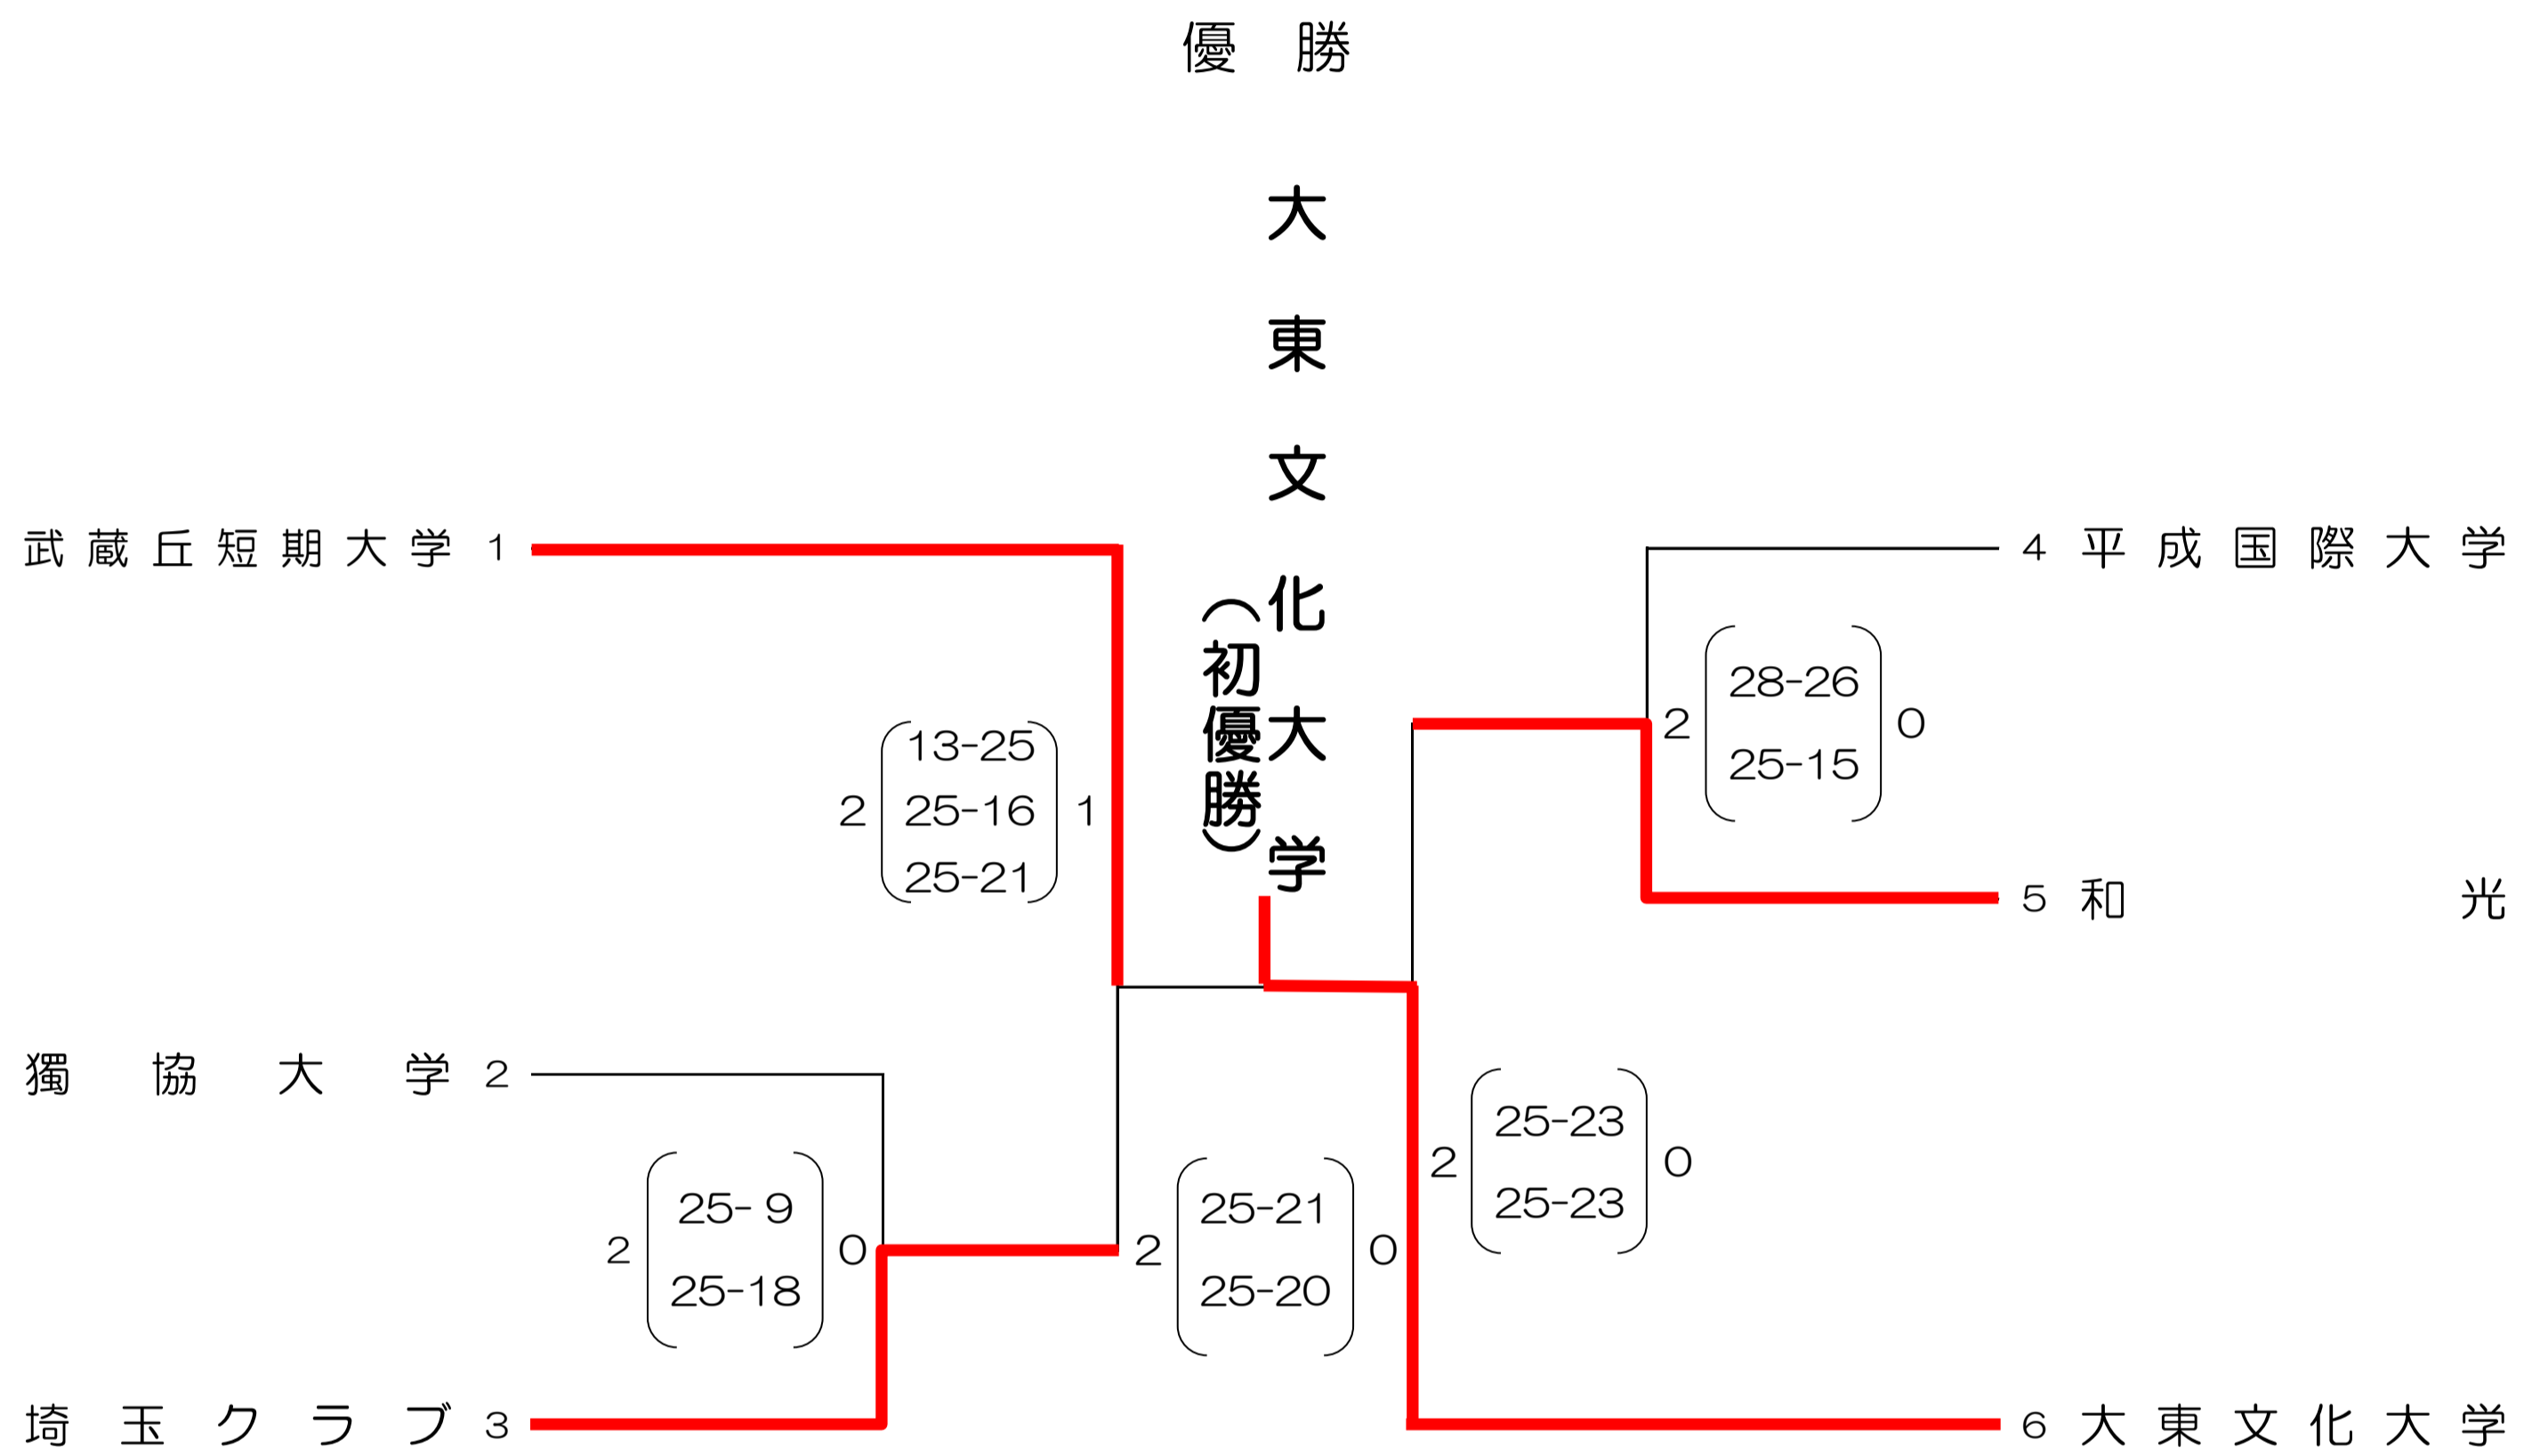 優勝
大東文化大学
（初優勝）
武蔵丘短期大学 1
4 平成国際大学
2 28-26 0
25-15
13-25
2 25-16 1
25-21
5 和光
獨協大学 2
2 25-23 0
25-23
2 25- 9 0
25-18
2 25-21 0
25-20
埼玉クラブ 3
6 大東文化大学